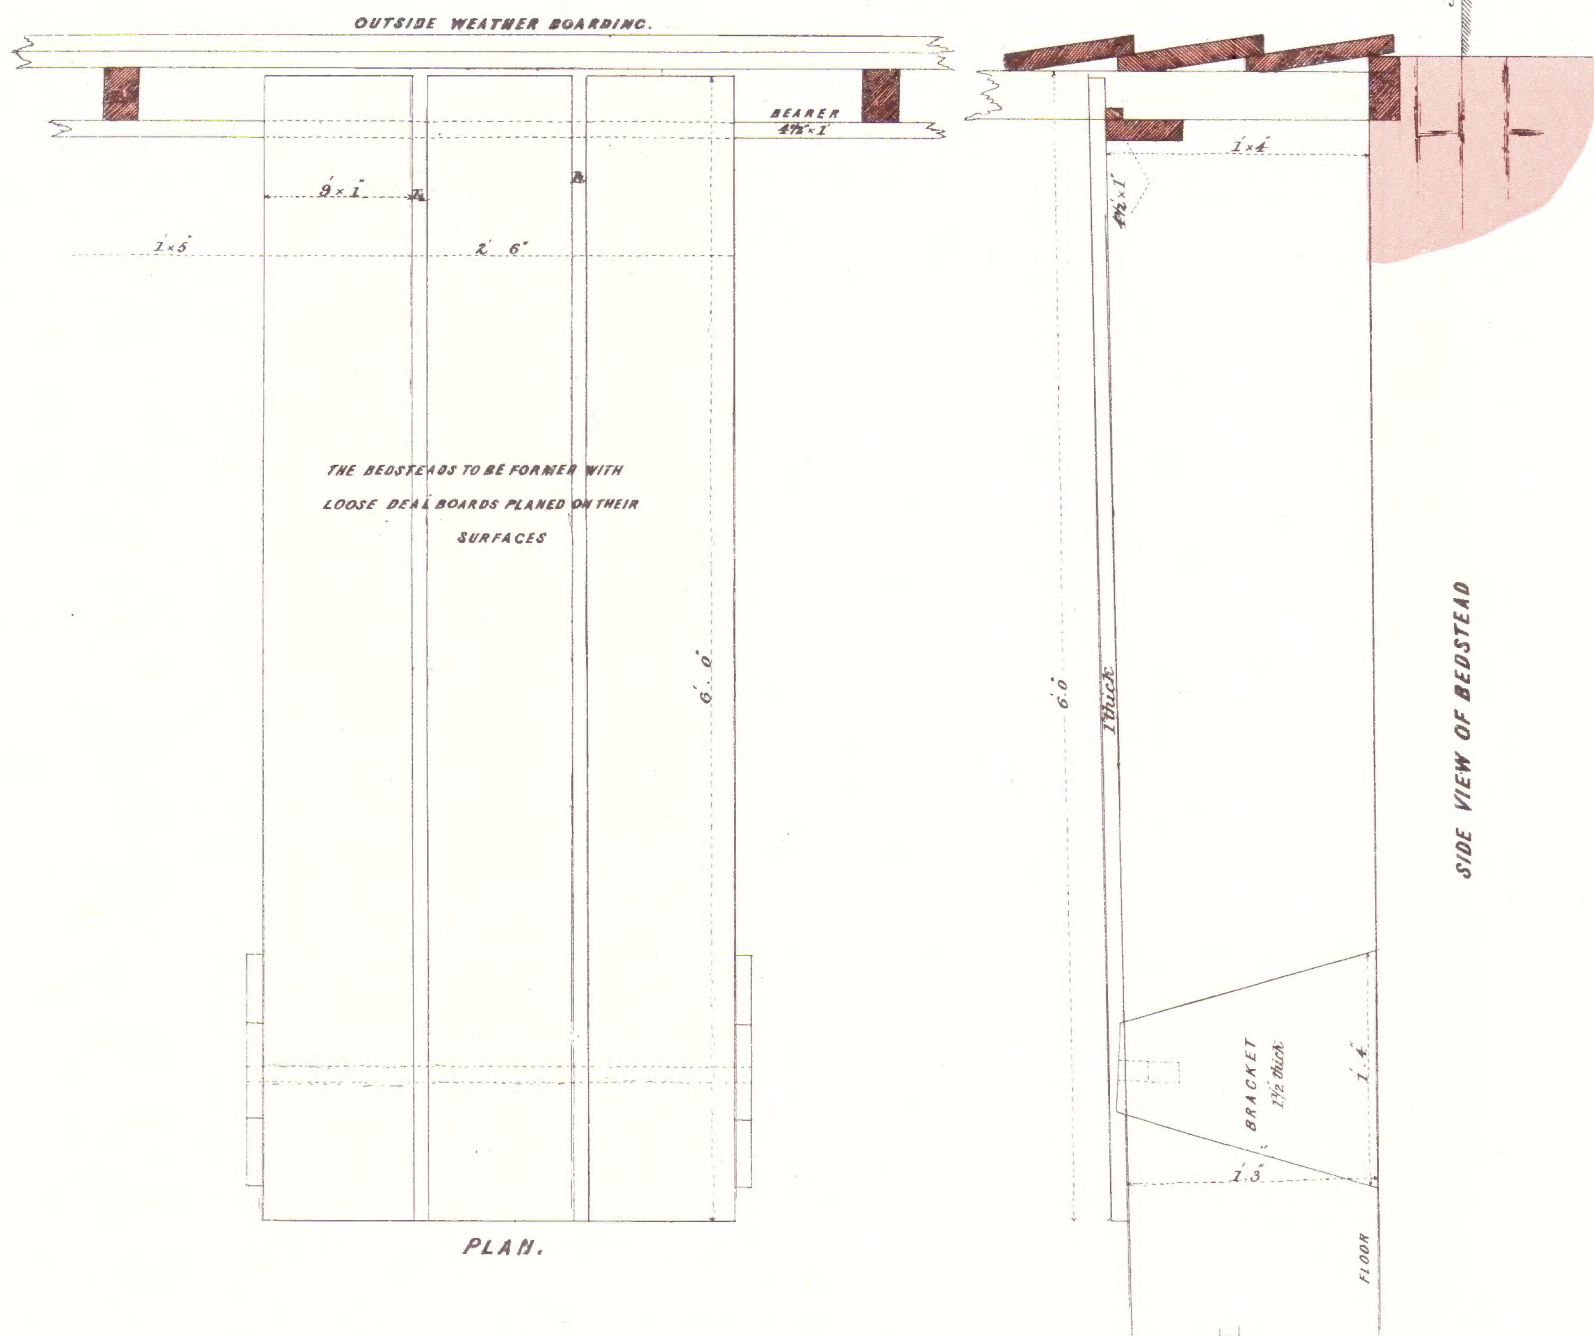 OUTSIDE WEATHER BOARDING.
BEARER
4½" × 1'
9' × 1"
1' × 5"
2' 6"
THE BEDSTEADS TO BE FORMER WITH
LOOSE DEAL BOARDS PLANED ON THEIR
SURFACES
6'. 0"
PLAN.
1' × 4"
4½' × 1'
6' 0"
1" thick
SIDE VIEW OF BEDSTEAD
BRACKET
1½ thick
1'. 4"
1'. 3"
FLOOR